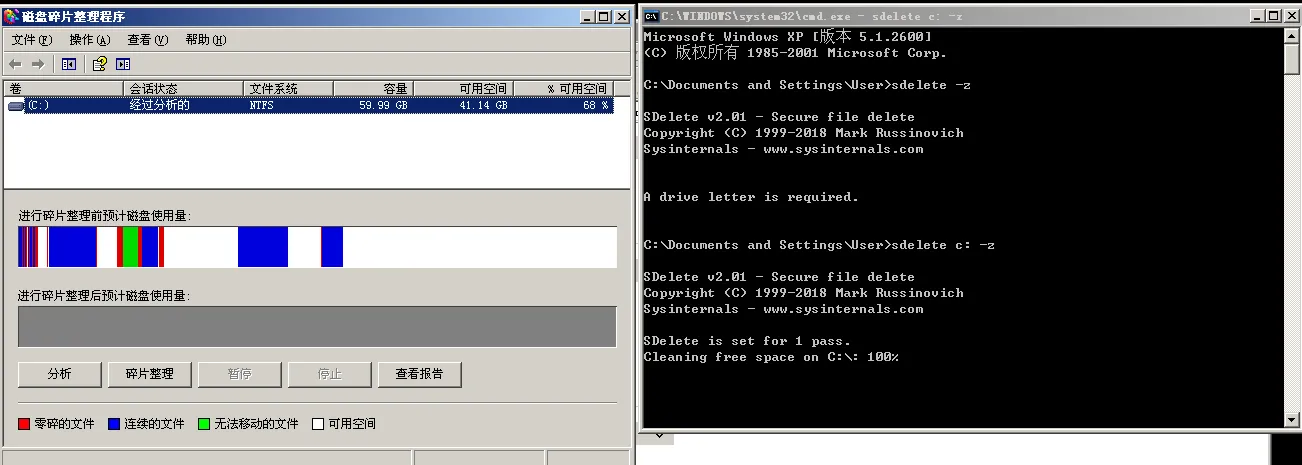 磁盘碎片整理程序
文件(F) 操作(A) 查看(V) 帮助(H)
卷 会话状态 文件系统 容量 可用空间 % 可用空间
(C:) 经过分析的 NTFS 59.99 GB 41.14 GB 68 %
进行碎片整理前预计磁盘使用量:
进行碎片整理后预计磁盘使用量:
分析 碎片整理 暂停 停止 查看报告
零碎的文件 连续的文件 无法移动的文件 可用空间
C:\WINDOWS\system32\cmd.exe - sdelete c: -z
Microsoft Windows XP [版本 5.1.2600]
(C) 版权所有 1985-2001 Microsoft Corp.
C:\Documents and Settings\User>sdelete -z
SDelete v2.01 - Secure file delete
Copyright (C) 1999-2018 Mark Russinovich
Sysinternals - www.sysinternals.com
A drive letter is required.
C:\Documents and Settings\User>sdelete c: -z
SDelete v2.01 - Secure file delete
Copyright (C) 1999-2018 Mark Russinovich
Sysinternals - www.sysinternals.com
SDelete is set for 1 pass.
Cleaning free space on C:\: 100%